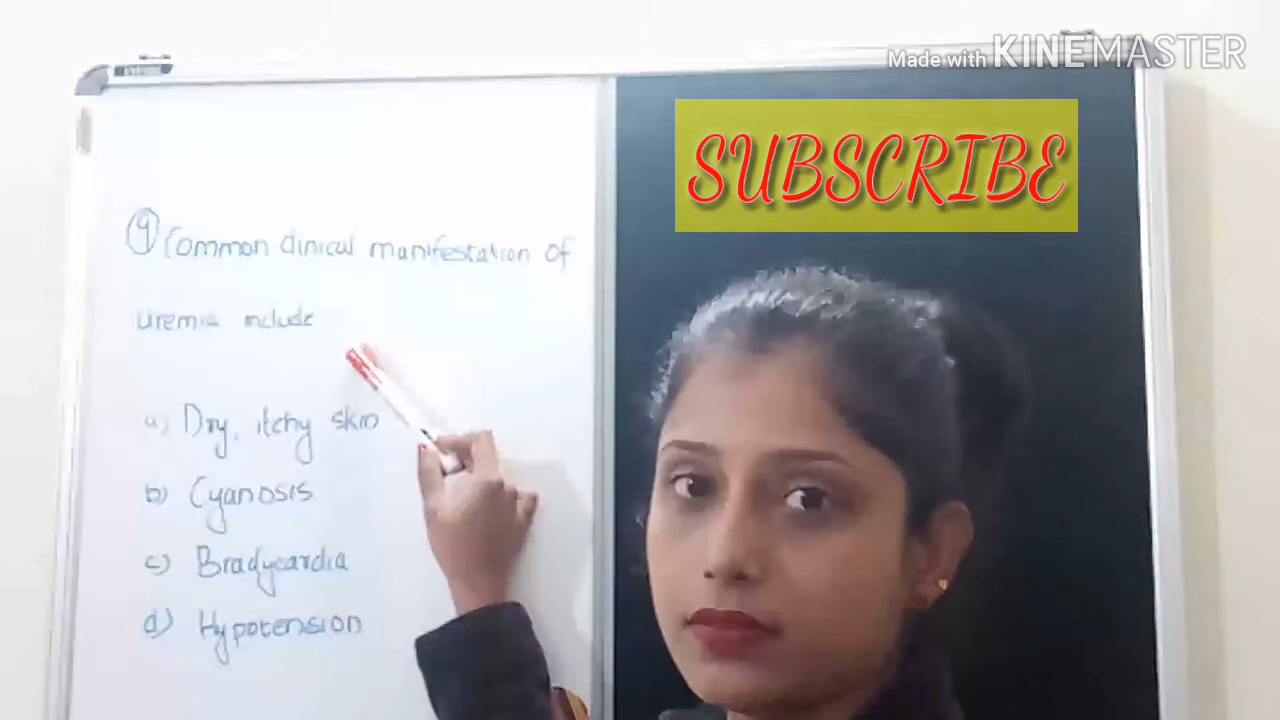 Made with KINEMASTER
SUBSCRIBE
9 Common clinical manifestation of
uremia include
a) Dry, itchy skin
b) Cyanosis
c) Bradycardia
d) Hypotension